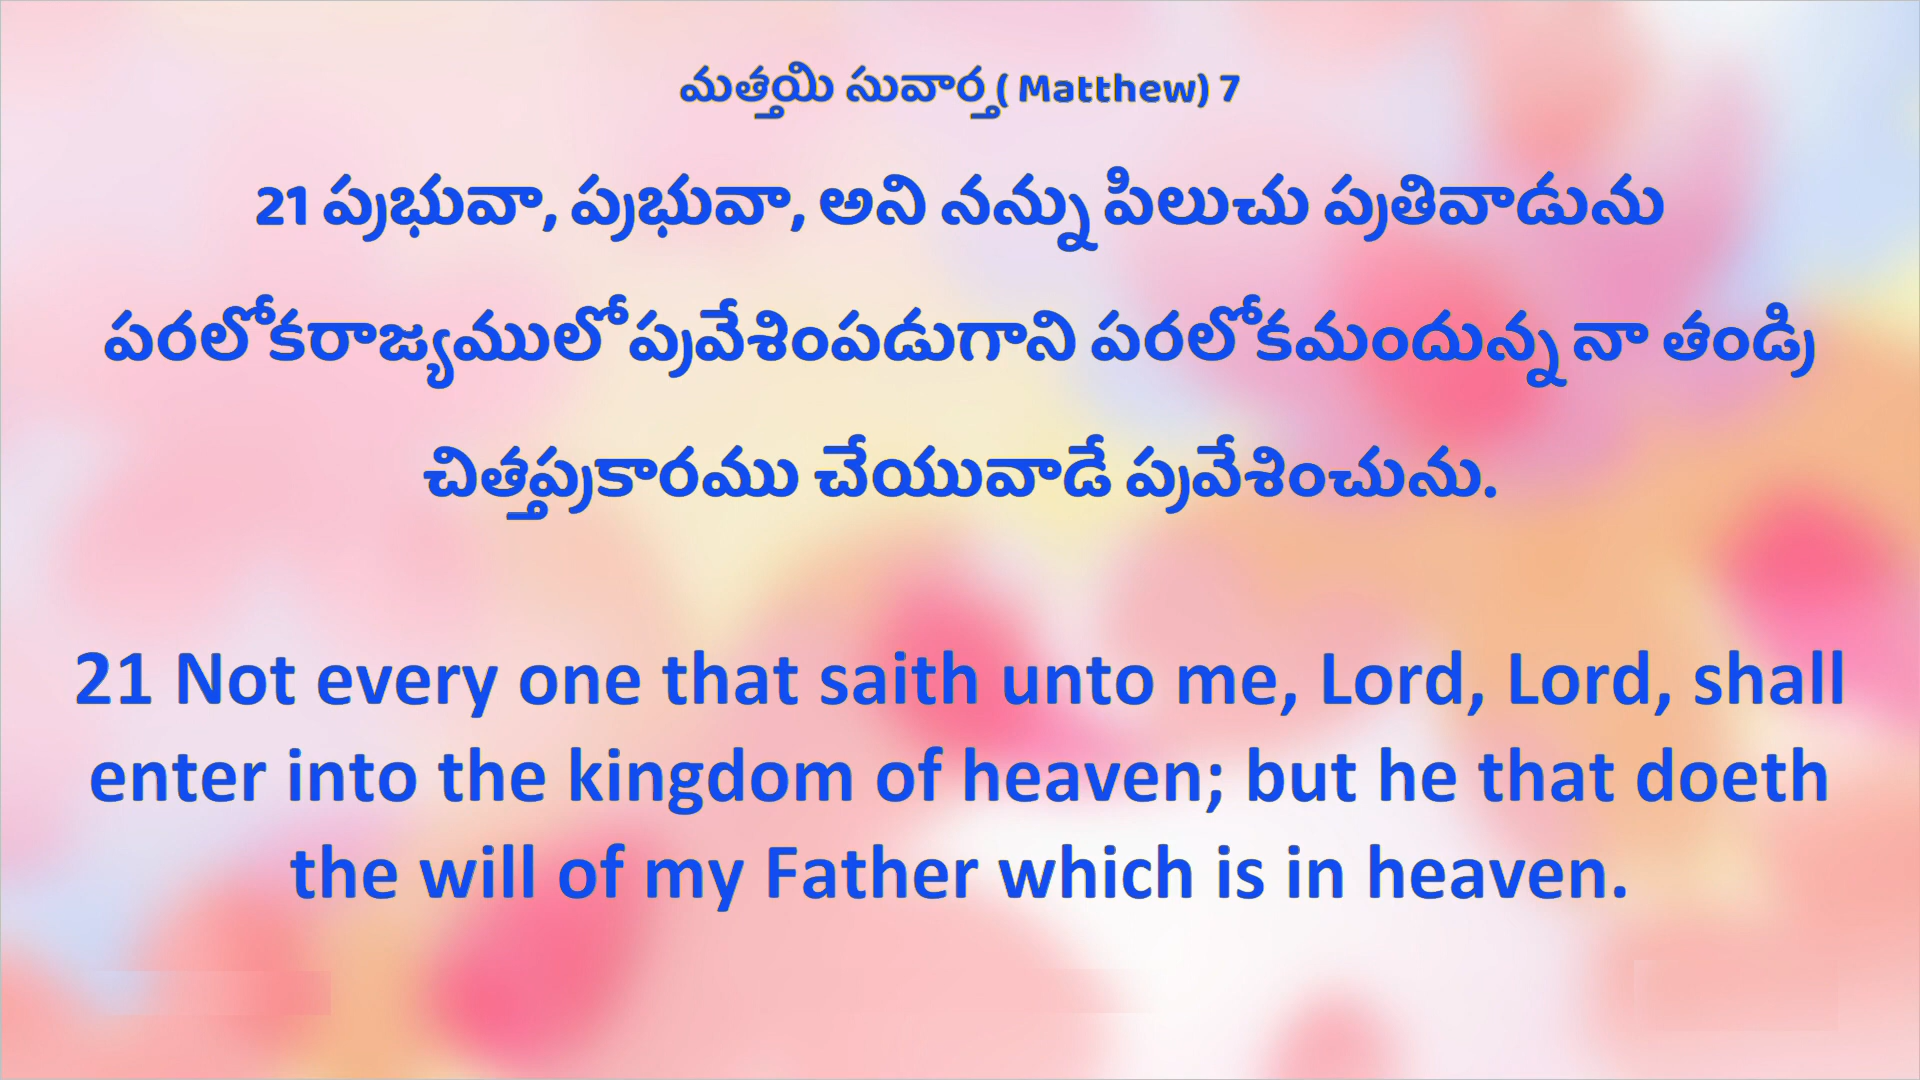 మత్తయి సువార్త ( Matthew) 7
21 ప్రభువా, ప్రభువా, అని నన్ను పిలుచు ప్రతివాడును
పరలోకరాజ్యములో ప్రవేశింపడుగాని పరలోకమందున్న నా తండ్రి
చిత్తప్రకారము చేయువాడే ప్రవేశించును.
21 Not every one that saith unto me, Lord, Lord, shall
enter into the kingdom of heaven; but he that doeth
the will of my Father which is in heaven.